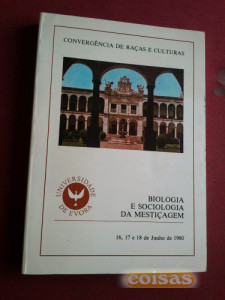 CONVERGÊNCIA DE RAÇAS E CULTURAS
UNIVERSIDADE
DE ÉVORA
BIOLOGIA
E SOCIOLOGIA
DA MESTIÇAGEM
16, 17 e 18 de Junho de 1980
coisas